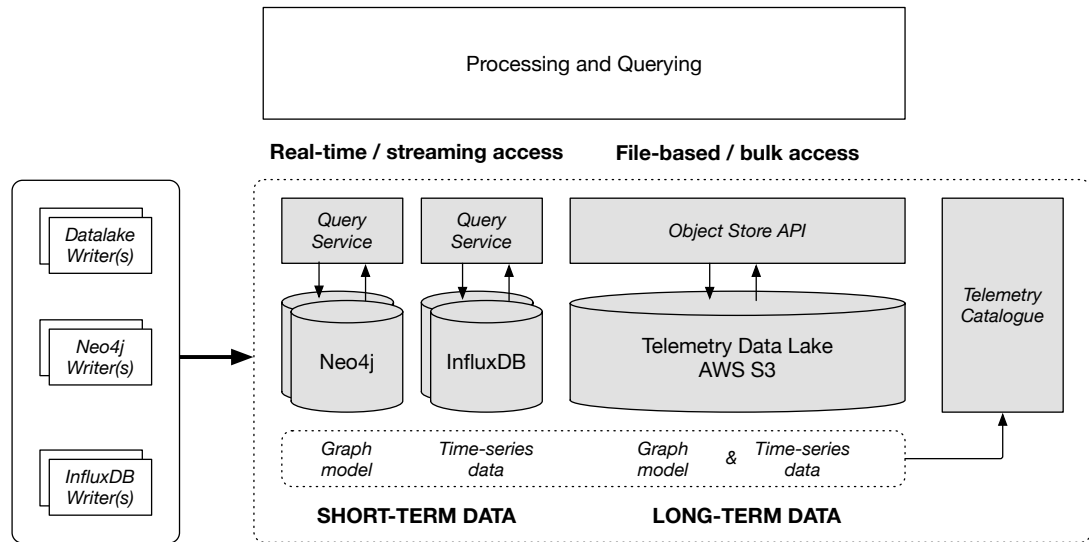 Processing and Querying
Real-time / streaming access
File-based / bulk access
Datalake
Writer(s)
Neo4j
Writer(s)
InfluxDB
Writer(s)
Query
Service
Query
Service
Object Store API
Neo4j
InfluxDB
Telemetry Data Lake
AWS S3
Telemetry
Catalogue
Graph
model
Time-series
data
Graph
model
&
Time-series
data
SHORT-TERM DATA
LONG-TERM DATA